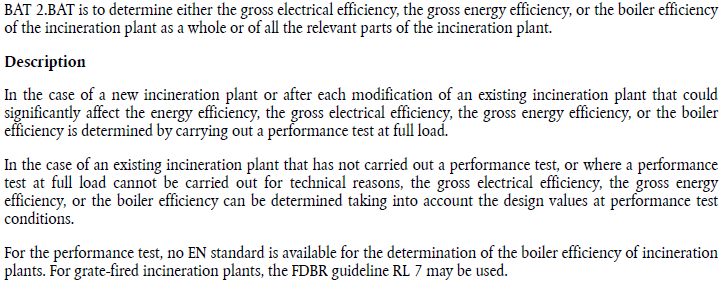 BAT 2.BAT is to determine either the gross electrical efficiency, the gross energy efficiency, or the boiler efficiency
of the incineration plant as a whole or of all the relevant parts of the incineration plant.
Description
In the case of a new incineration plant or after each modification of an existing incineration plant that could
significantly affect the energy efficiency, the gross electrical efficiency, the gross energy efficiency, or the boiler
efficiency is determined by carrying out a performance test at full load.
In the case of an existing incineration plant that has not carried out a performance test, or where a performance
test at full load cannot be carried out for technical reasons, the gross electrical efficiency, the gross energy
efficiency, or the boiler efficiency can be determined taking into account the design values at performance test
conditions.
For the performance test, no EN standard is available for the determination of the boiler efficiency of incineration
plants. For grate-fired incineration plants, the FDBR guideline RL 7 may be used.